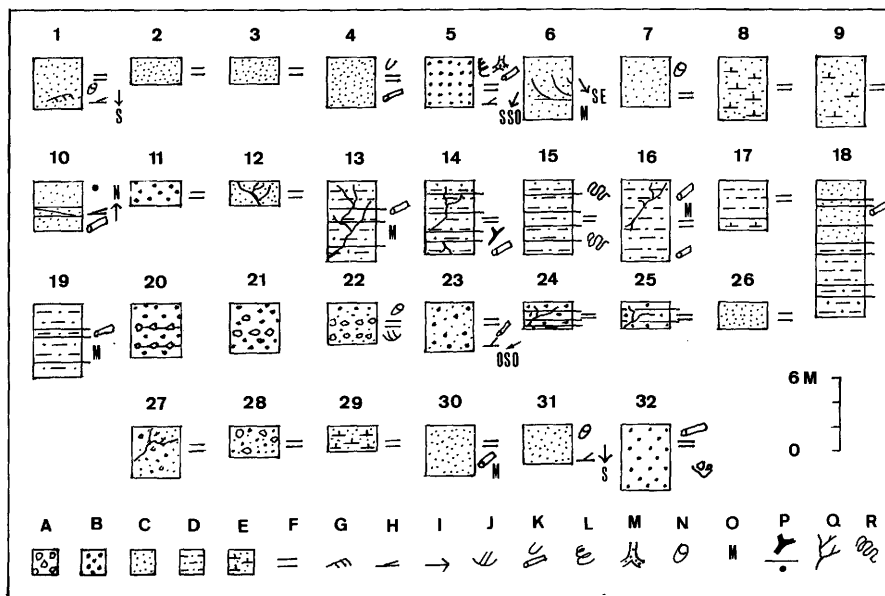 1 2 3 4 5 6 7 8 9
S SSO SE M
10 11 12 13 14 15 16 17 18
N M M
19 20 21 22 23 24 25 26
M OSO
6 M
27 28 29 30 31 32
0
M S
A B C D E F G H I J K L M N O P Q R
M